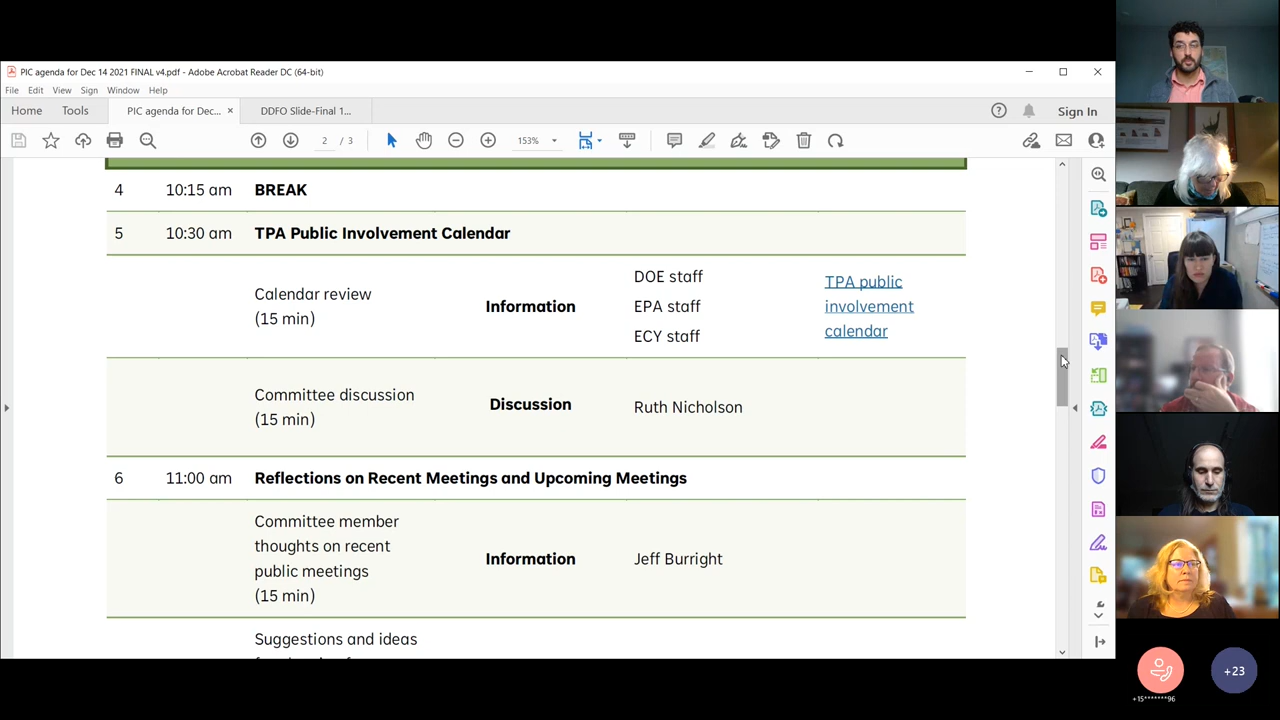 PIC agenda for Dec 14 2021 FINAL v4.pdf - Adobe Acrobat Reader DC (64-bit)
File Edit View Sign Window Help
Home Tools PIC agenda for Dec... × DDFO Slide-Final 1... Sign In
2 / 3 153%
4 10:15 am BREAK
5 10:30 am TPA Public Involvement Calendar
Calendar review
(15 min)
Information
DOE staff
EPA staff
ECY staff
TPA public
involvement
calendar
Committee discussion
(15 min)
Discussion
Ruth Nicholson
6 11:00 am Reflections on Recent Meetings and Upcoming Meetings
Committee member
thoughts on recent
public meetings
(15 min)
Information
Jeff Burright
Suggestions and ideas
+15*******96
+23